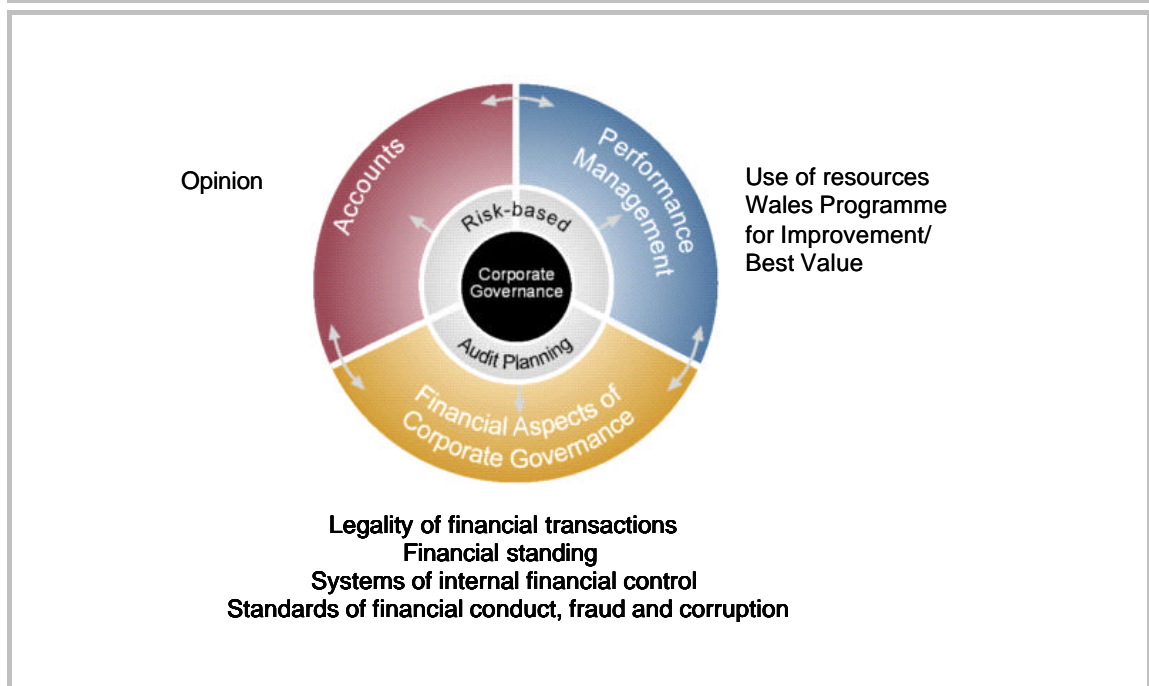 Opinion
Accounts
Performance
Management
Use of resources
Wales Programme
for Improvement/
Best Value
Risk-based
Corporate
Governance
Audit Planning
Financial Aspects of
Corporate Governance
Legality of financial transactions
Financial standing
Systems of internal financial control
Standards of financial conduct, fraud and corruption